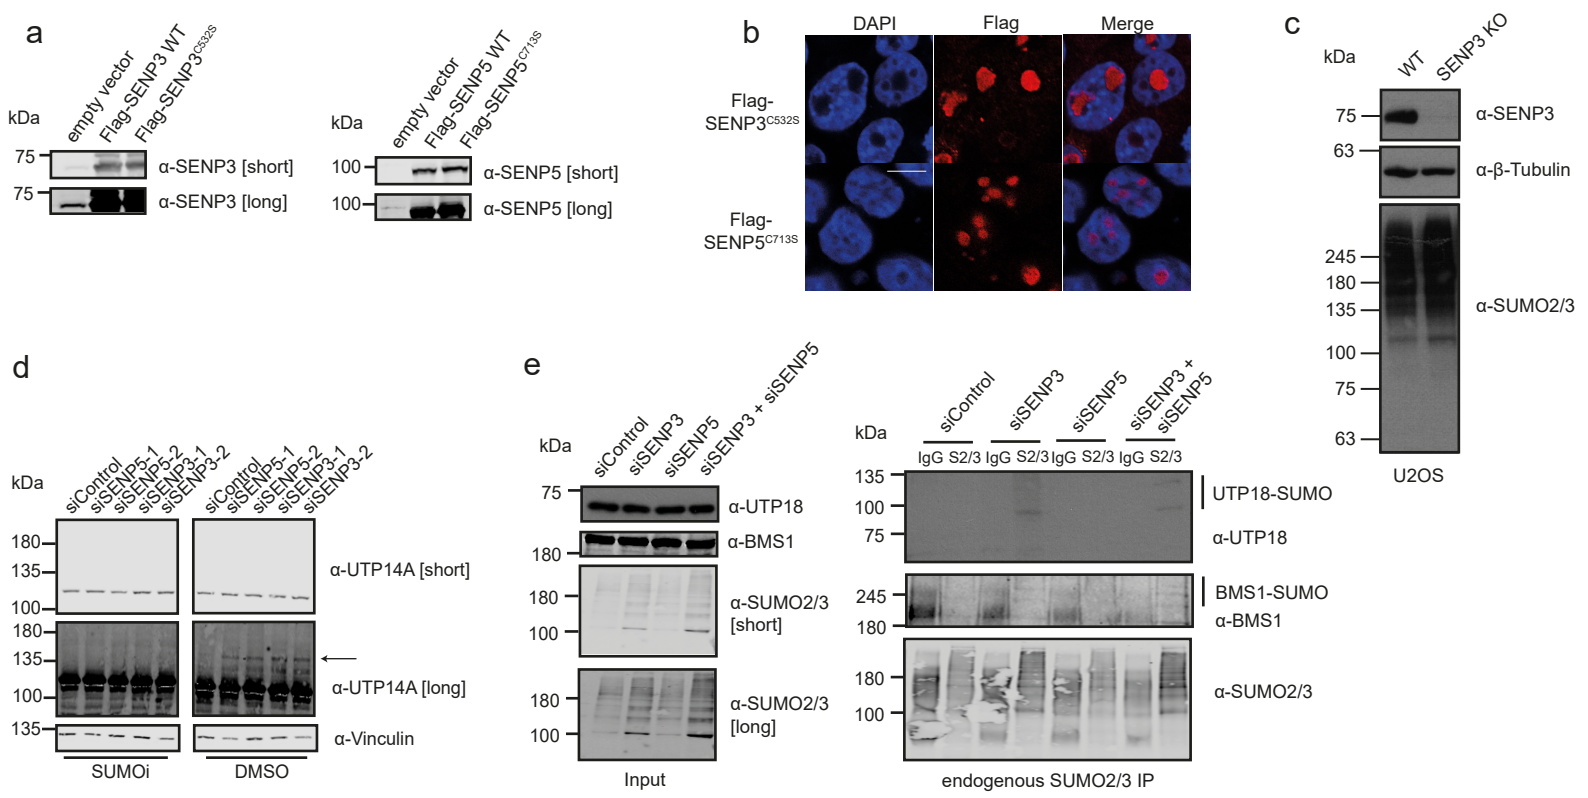 a
kDa
empty vector
Flag-SENP3 WT
Flag-SENP3C532S
75
α-SENP3 [short]
75
α-SENP3 [long]
kDa
empty vector
Flag-SENP5 WT
Flag-SENP5C713S
100
α-SENP5 [short]
100
α-SENP5 [long]
b
DAPI
Flag
Merge
Flag-
SENP3C532S
Flag-
SENP5C713S
c
kDa
WT
SENP3 KO
75
α-SENP3
63
α-β-Tubulin
245
180
135
α-SUMO2/3
100
75
63
U2OS
d
kDa
siControl
siSENP5-1
siSENP5-2
siSENP3-1
siSENP3-2
siControl
siSENP5-1
siSENP5-2
siSENP3-1
siSENP3-2
180
135
α-UTP14A [short]
100
180
135
α-UTP14A [long]
100
135
α-Vinculin
SUMOi
DMSO
e
kDa
siControl
siSENP3
siSENP5
siSENP3 + siSENP5
75
α-UTP18
α-BMS1
180
180
α-SUMO2/3
[short]
100
180
α-SUMO2/3
[long]
100
Input
kDa
siControl
siSENP3
siSENP5
siSENP3 +
siSENP5
IgG S2/3
IgG S2/3
IgG S2/3
IgG S2/3
135
UTP18-SUMO
100
75
α-UTP18
245
BMS1-SUMO
α-BMS1
180
180
α-SUMO2/3
100
endogenous SUMO2/3 IP